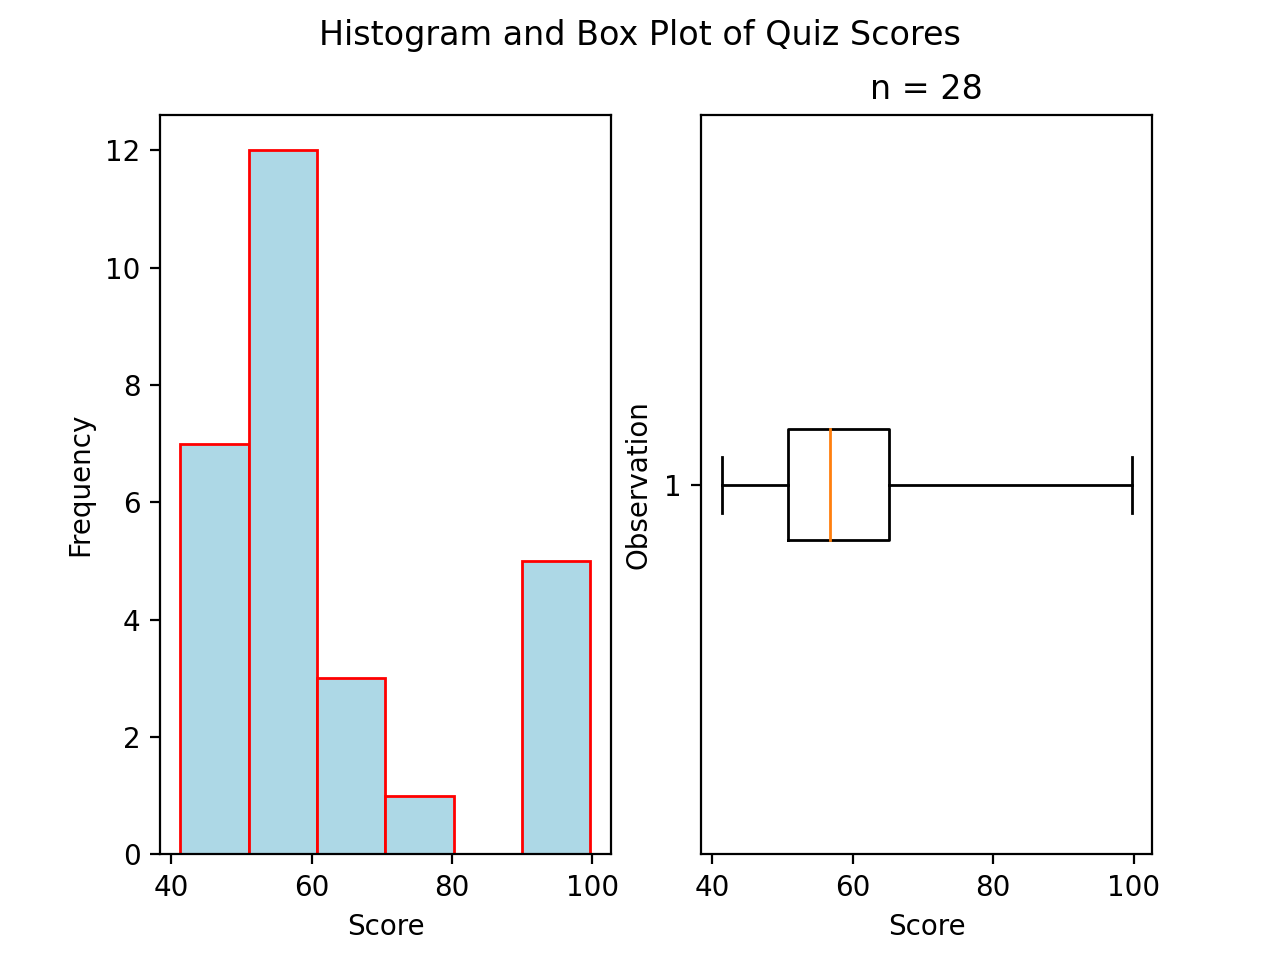 Histogram and Box Plot of Quiz Scores
12
10
8
6
4
2
0
Frequency
40 60 80 100
Score
n = 28
Observation
1
40 60 80 100
Score